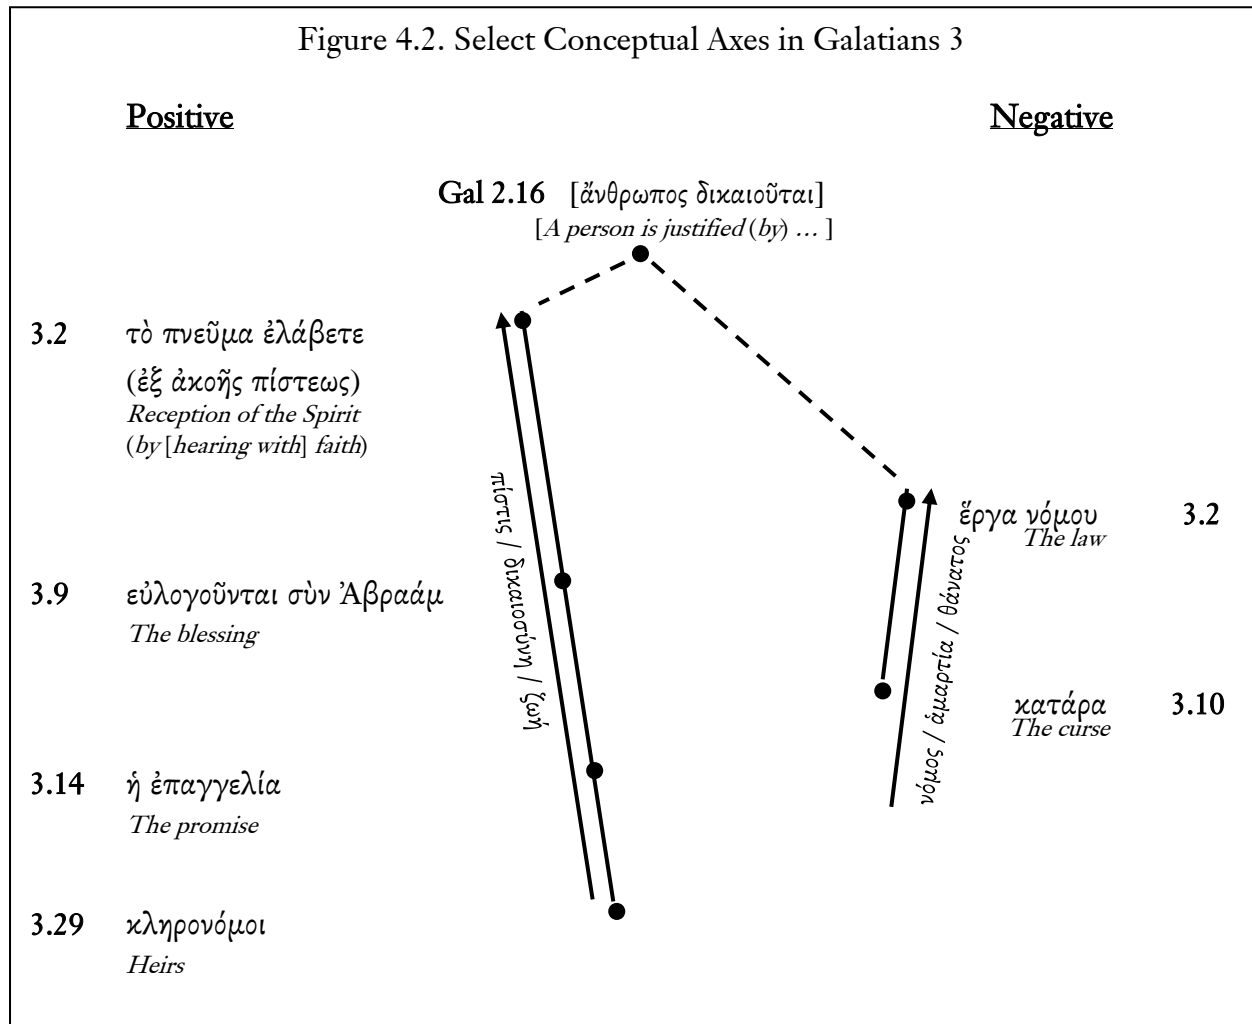 Figure 4.2. Select Conceptual Axes in Galatians 3
Positive
Negative
Gal 2.16 [ἄνθρωπος δικαιοῦται]
[A person is justified (by) … ]
3.2 τὸ πνεῦμα ἐλάβετε
(ἐξ ἀκοῆς πίστεως)
Reception of the Spirit
(by [hearing with] faith)
πίστις / δικαιοσύνη / ζωή
ἔργα νόμου 3.2
The law
νόμος / ἁμαρτία / θάνατος
3.9 εὐλογοῦνται σὺν Ἀβραάμ
The blessing
κατάρα 3.10
The curse
3.14 ἡ ἐπαγγελία
The promise
3.29 κληρονόμοι
Heirs